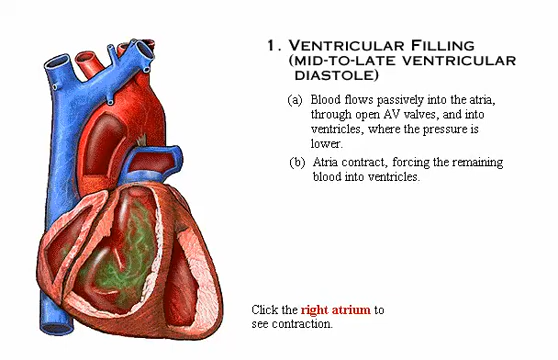 1. VENTRICULAR FILLING
(MID-TO-LATE VENTRICULAR
DIASTOLE)
(a) Blood flows passively into the atria,
through open AV valves, and into
ventricles, where the pressure is
lower.
(b) Atria contract, forcing the remaining
blood into ventricles.
Click the right atrium to
see contraction.